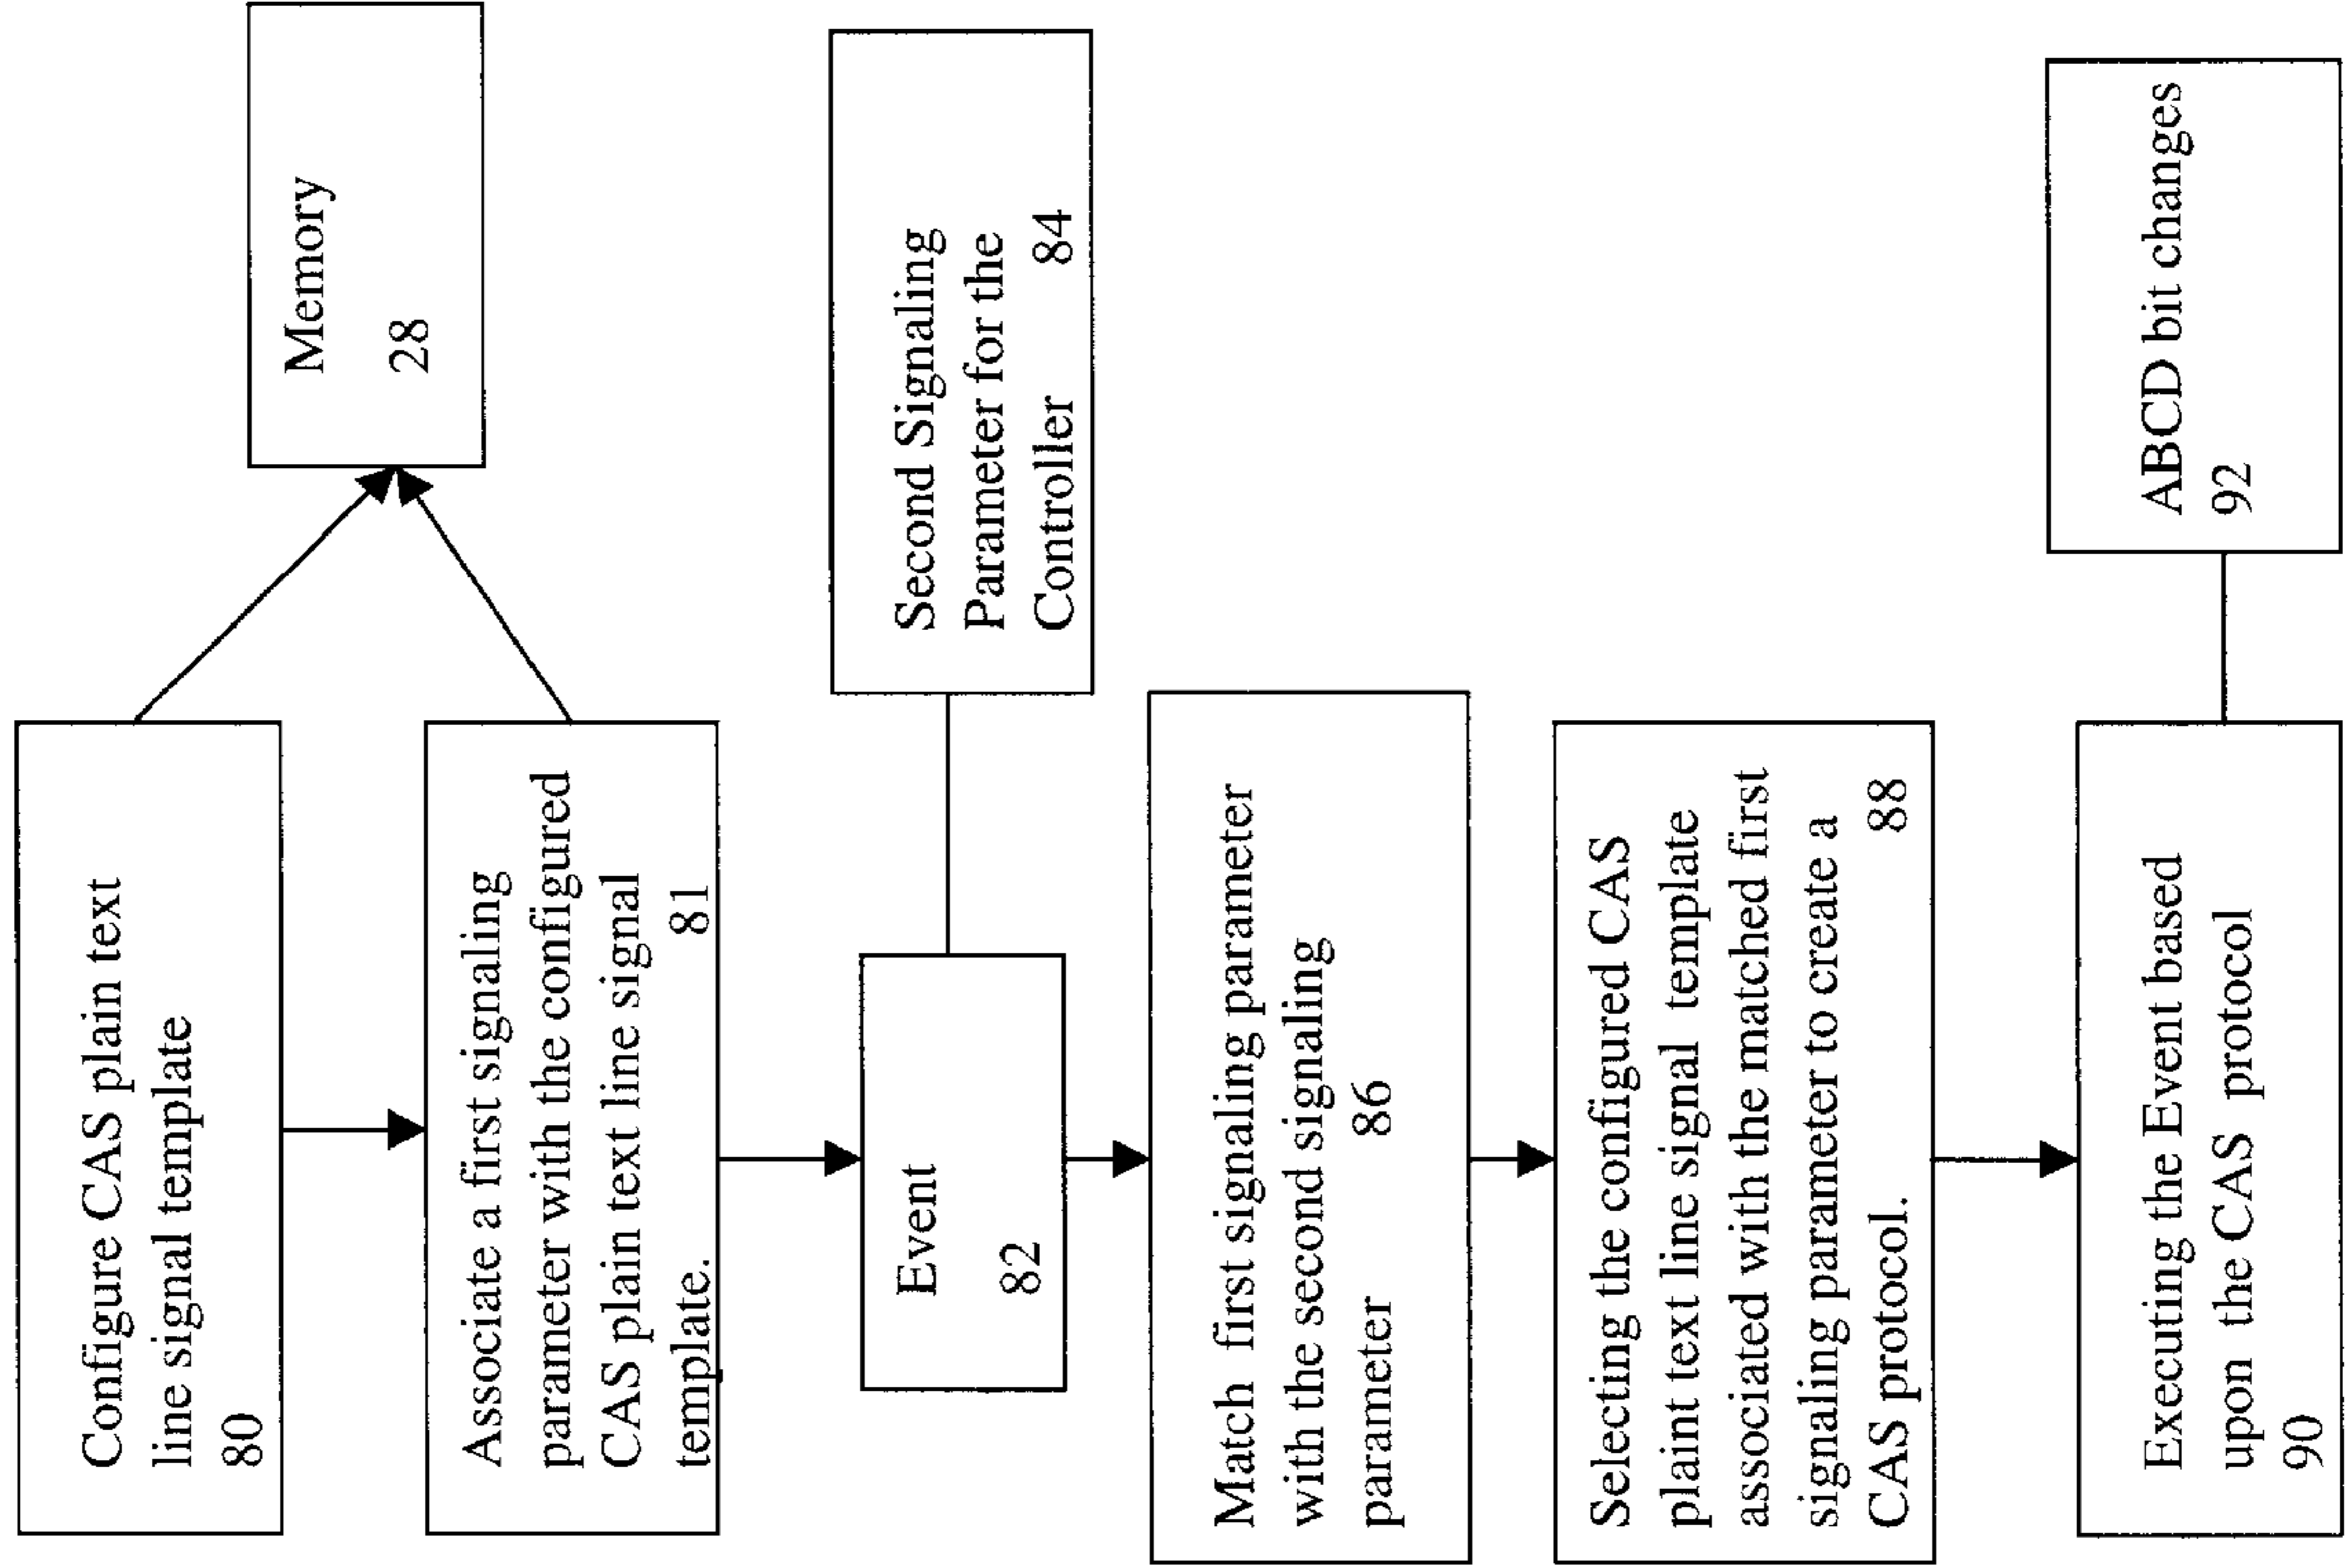 Configure CAS plain text
line signal template
80
Memory
28
Associate a first signaling
parameter with the configured
CAS plain text line signal
template. 81
Event
82
Second Signaling
Parameter for the
Controller 84
Match first signaling parameter
with the second signaling
parameter 86
Selecting the configured CAS
plaint text line signal template
associated with the matched first
signaling parameter to create a
CAS protocol. 88
Executing the Event based
upon the CAS protocol
90
ABCD bit changes
92